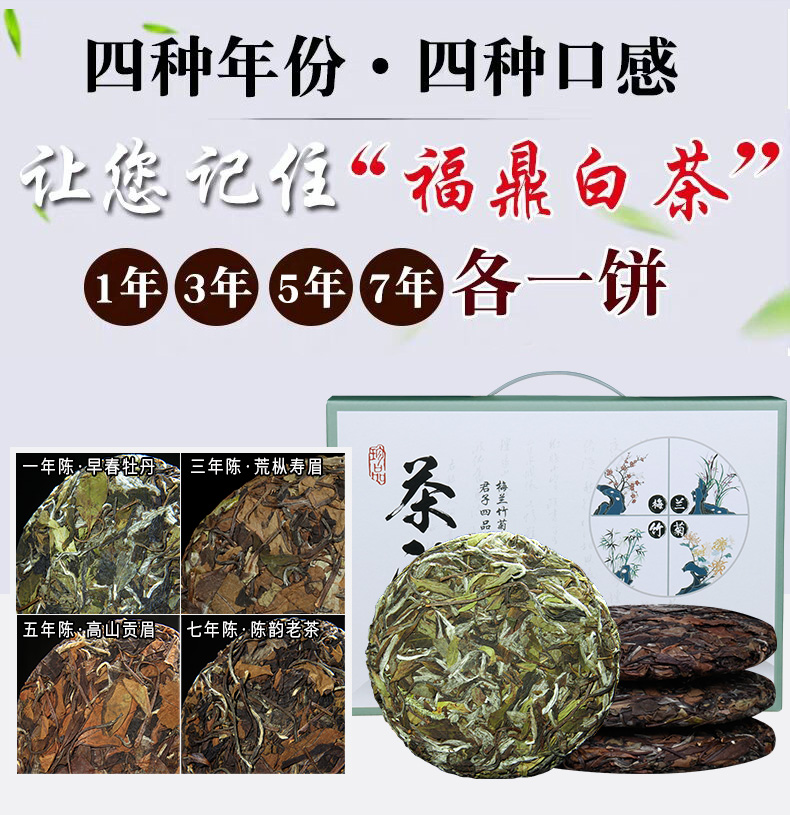 四种年份·四种口感
让您记住“福鼎白茶”
1年 3年 5年 7年 各一饼
一年陈·早春牡丹
三年陈·荒枞寿眉
五年陈·高山贡眉
七年陈·陈韵老茶
珍品
茶
梅兰竹菊
君子四品
梅 兰
竹 菊